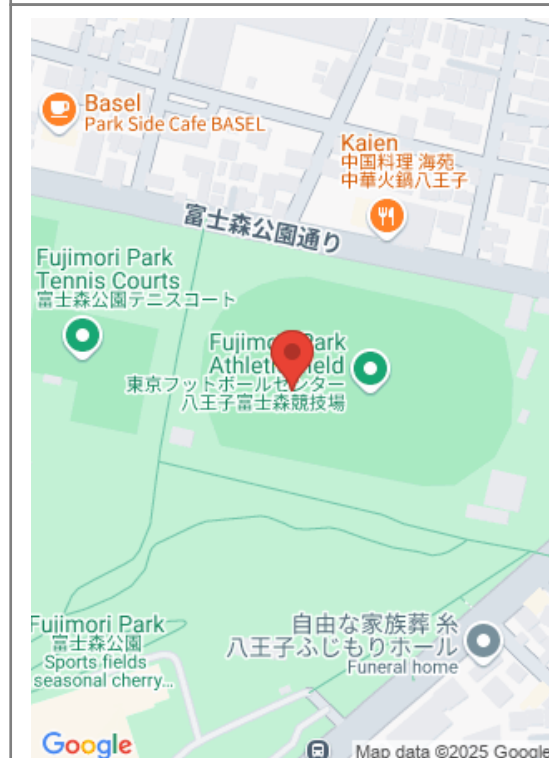 Basel
Park Side Cafe BASEL
Kaien
中国料理 海苑
中華火鍋八王子
富士森公園通り
Fujimori Park
Tennis Courts
富士森公園テニスコート
Fujimo ark
Athleti ield
東京フットボールセンター
八王子富士森競技場
Fujimori Park
富士森公園
Sports fields
seasonal cherry...
自由な家族葬 糸
八王子ふじもりホール
Funeral home
Google
Map data ©2025 Google